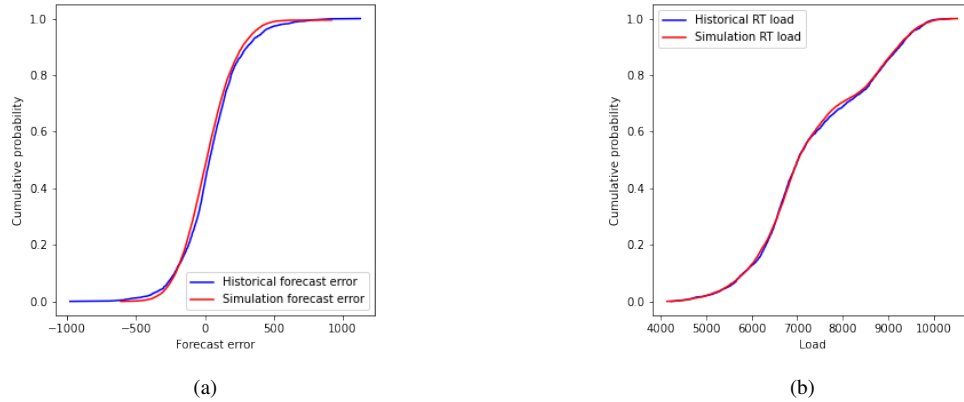 1.0
0.8
0.6
0.4
0.2
0.0
Cumulative probability
Historical forecast error
Simulation forecast error
−1000
−500
0
500
1000
Forecast error
(a)
Historical RT load
Simulation RT load
1.0
0.8
0.6
0.4
0.2
0.0
Cumulative probability
4000
5000
6000
7000
8000
9000
10000
Load
(b)